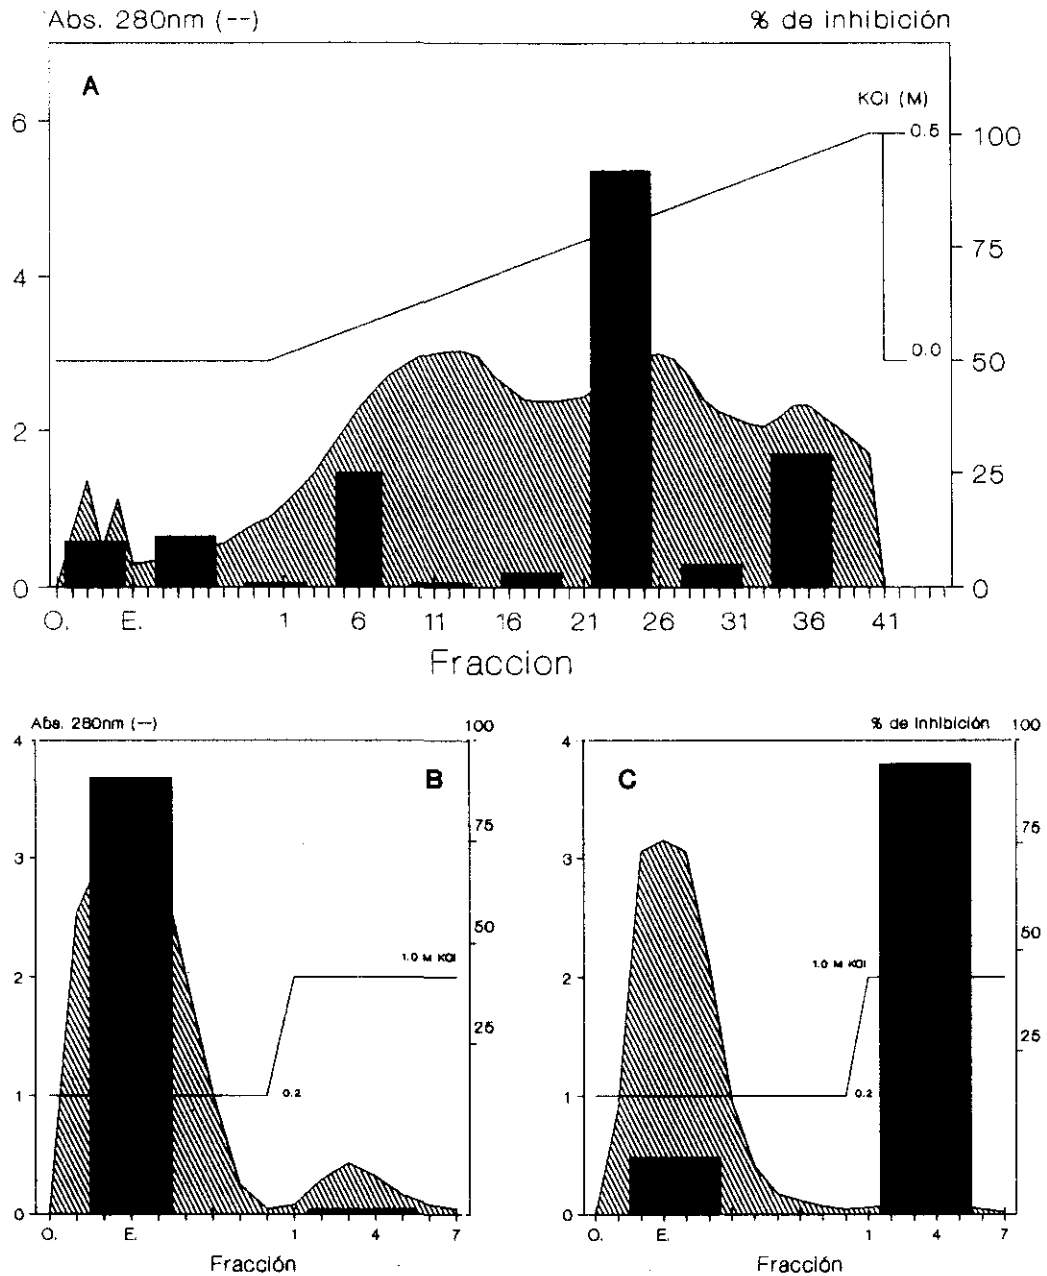 Abs. 280nm (--) % de inhibición
A
KCl (M)
0.5
0.0
6
4
2
0
100
75
50
25
0
O. E. 1 6 11 16 21 26 31 36 41
Fraccion
Abs. 280nm (--) 100
B
4
3
2
1
0
75
50
25
1.0 M KCl
0.2
O. E. 1 4 7
Fracción
% de Inhibición 100
C
4
3
2
1
0
75
50
25
1.0 M KCl
0.2
O. E. 1 4 7
Fracción